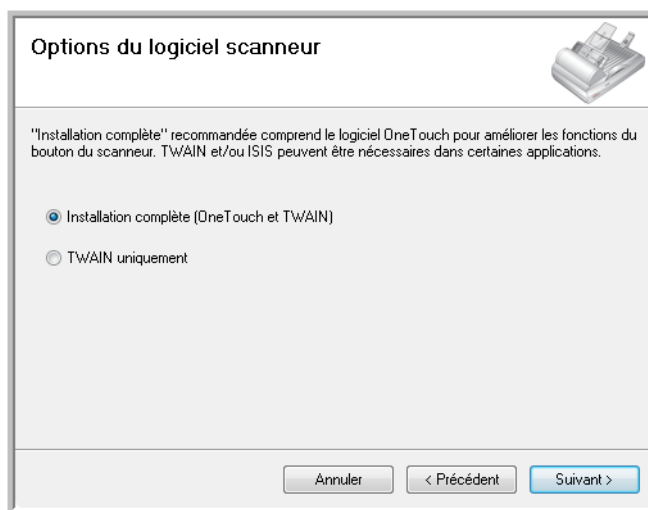 Options du logiciel scanneur
"Installation complète" recommandée comprend le logiciel OneTouch pour améliorer les fonctions du
bouton du scanneur. TWAIN et/ou ISIS peuvent être nécessaires dans certaines applications.
Installation complète (OneTouch et TWAIN)
TWAIN uniquement
Annuler
< Précédent
Suivant >